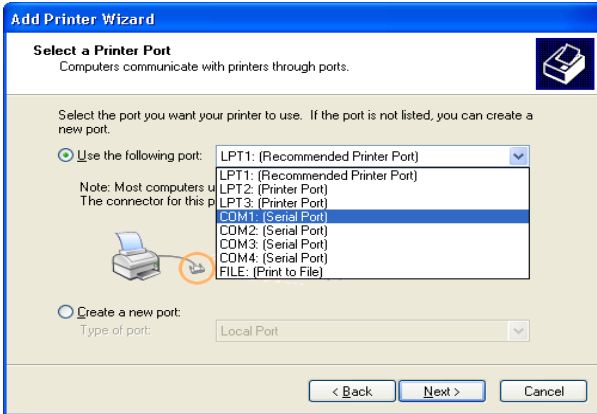 Add Printer Wizard
Select a Printer Port
Computers communicate with printers through ports.
Select the port you want your printer to use. If the port is not listed, you can create a
new port.
Use the following port: LPT1: (Recommended Printer Port)
LPT1: (Recommended Printer Port)
Note: Most computers u LPT2: (Printer Port)
The connector for this p LPT3: (Printer Port)
COM1: (Serial Port)
COM2: (Serial Port)
COM3: (Serial Port)
COM4: (Serial Port)
FILE: (Print to File)
Create a new port:
Type of port: Local Port
< Back Next > Cancel